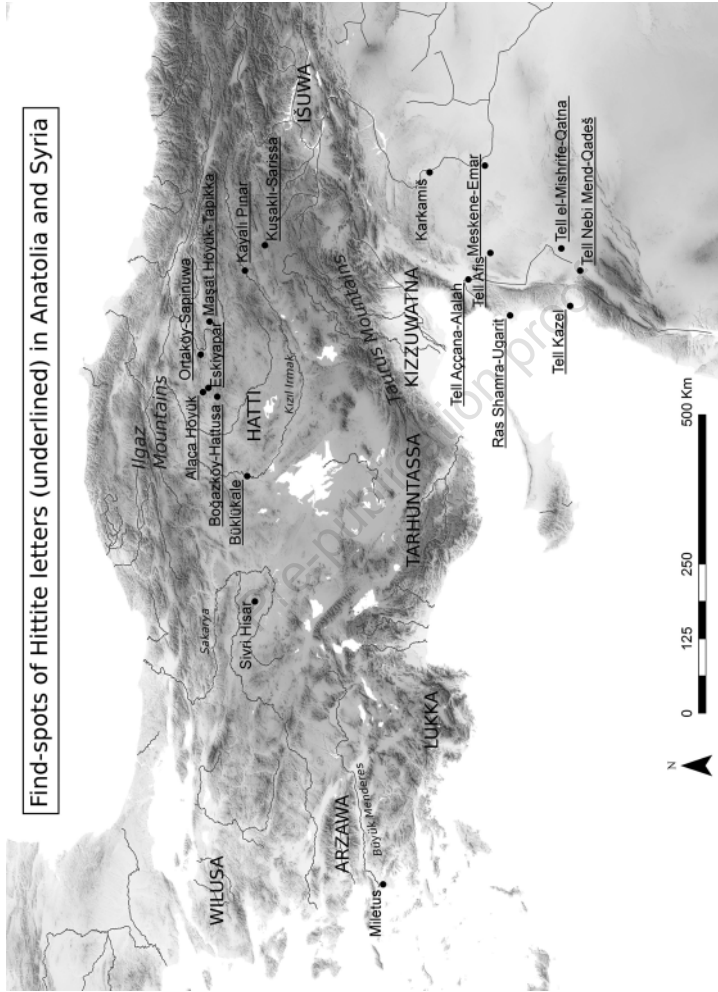 Find-spots of Hittite letters (underlined) in Anatolia and Syria
Ilgaz
Mountains
Ortaköy-Sapinuwa
Maşat Höyük-Tapikka
Alaca Höyük
Eskiyapar
Boğazköy-Hattusa
Büklükale
HATTI
Kızıl Irmak
Kayalı Pınar
Kuşaklı-Sarissa
IŠUWA
Sakarya
Sivri Hisar
WILUSA
ARZAWA
Büyük Menderes
Miletus
LUKKA
TARHUNTASSA
Taurus Mountains
KIZZUWATNA
Karkamiš
Tell Aççana-Alalah
Tell Afis
Meskene-Emar
Ras Shamra-Ugarit
Tell Kazel
Tell el-Mishrife-Qatna
Tell Nebi Mend-Qadeš
N
0 125 250 500 Km